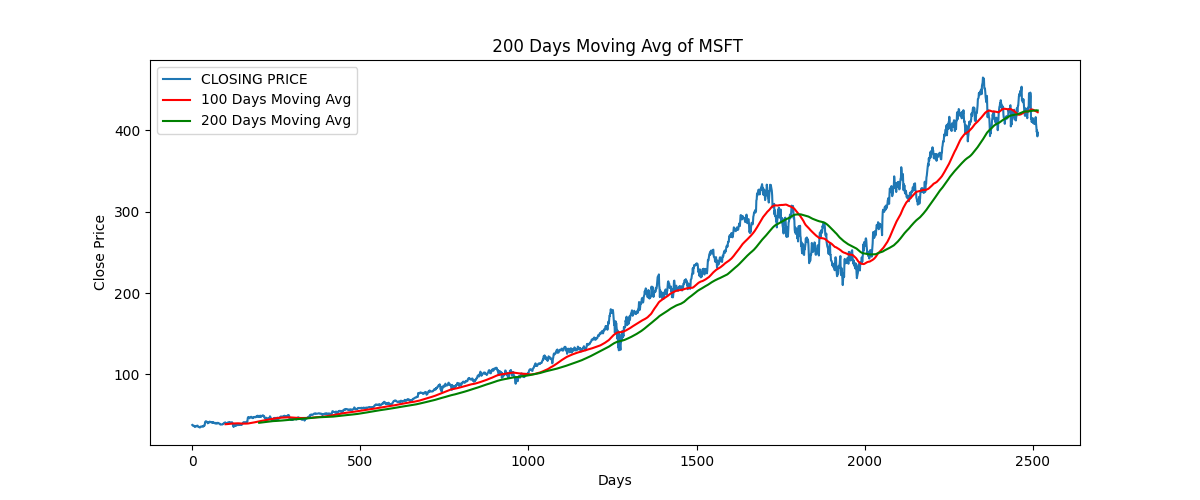 200 Days Moving Avg of MSFT
CLOSING PRICE
100 Days Moving Avg
200 Days Moving Avg
Close Price
400
300
200
100
0
500
1000
1500
2000
2500
Days